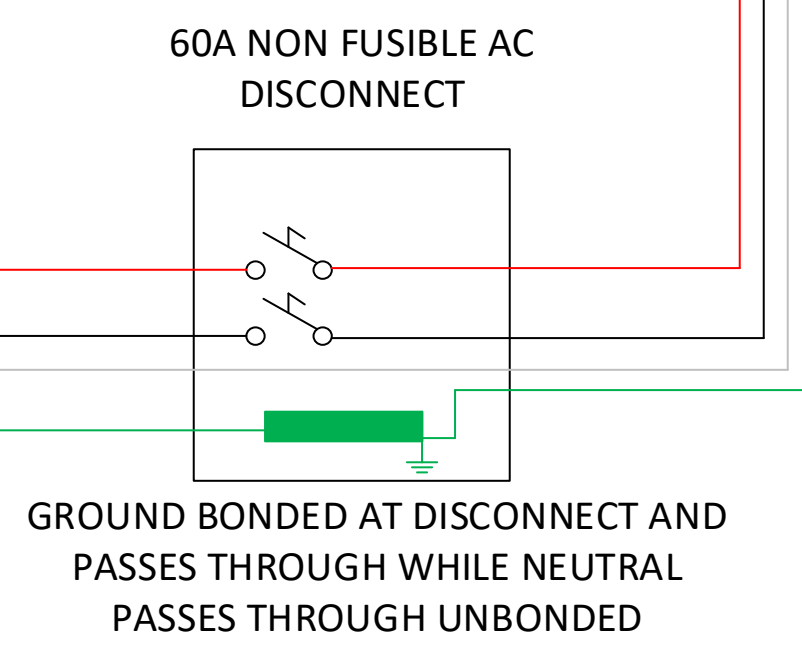 60A NON FUSIBLE AC
DISCONNECT
GROUND BONDED AT DISCONNECT AND
PASSES THROUGH WHILE NEUTRAL
PASSES THROUGH UNBONDED